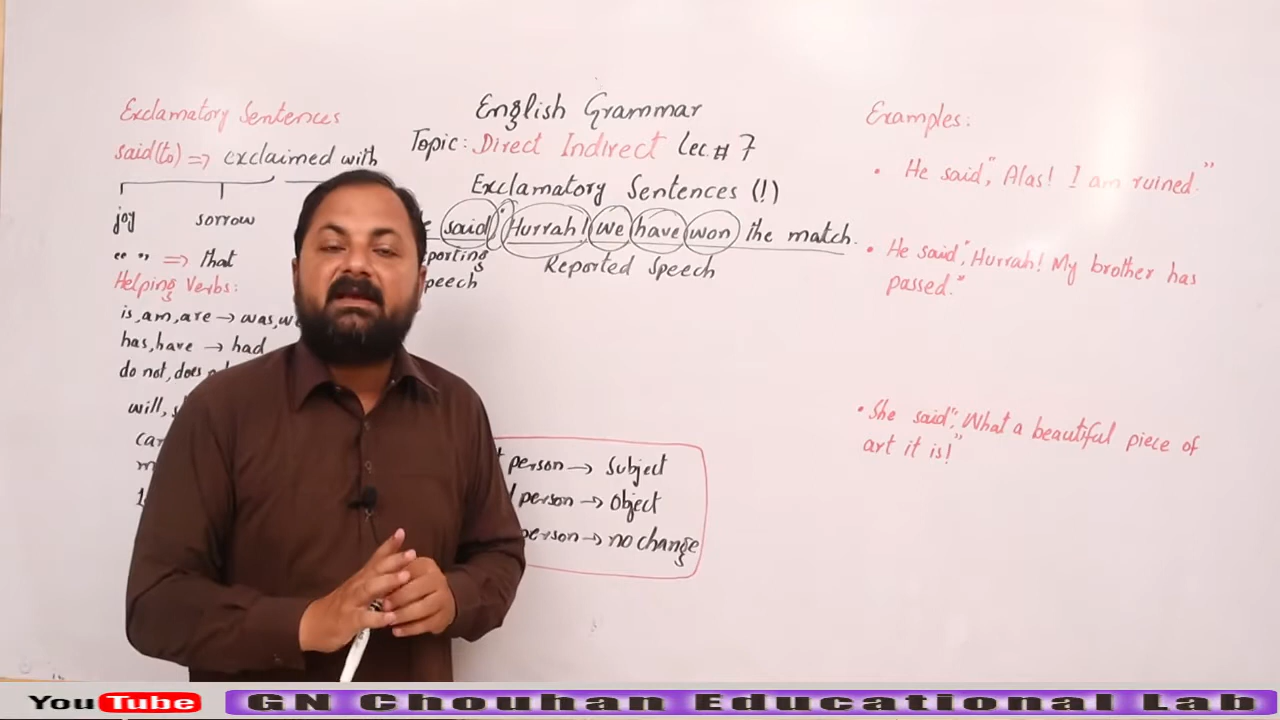 English Grammar
Topic: Direct Indirect Lec.# 7
Exclamatory Sentences (!)
said," Hurrah! we have won the match.
Reported Speech
Exclamatory Sentences
said(to) => exclaimed with
joy sorrow
“ ” => that
Helping Verbs:
is, am, are → was,
has, have → had
do not, does
will,
person → Subject
person → Object
person → no change
Examples:
• He said," Alas! I am ruined."
• He said," Hurrah! My brother has
passed."
• She said," What a beautiful piece of
art it is!"
YouTube GN Chouhan Educational Lab